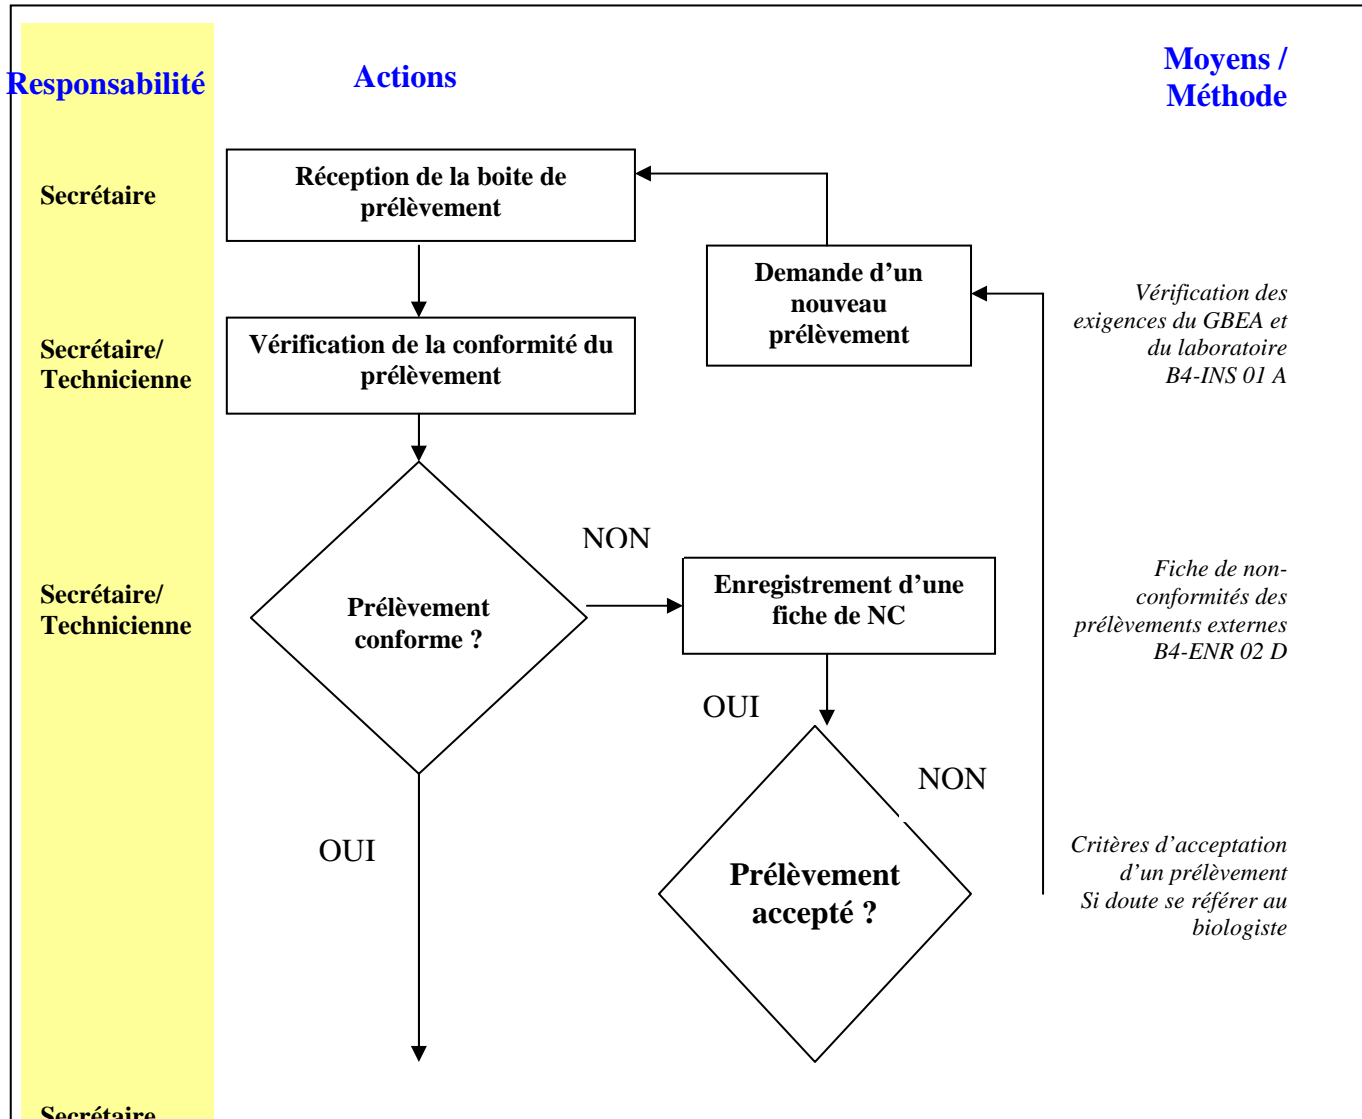 Responsabilité
Actions
Moyens /
Méthode
Secrétaire
Réception de la boite de
prélèvement
Demande d’un
nouveau
prélèvement
Vérification des
exigences du GBEA et
du laboratoire
B4-INS 01 A
Secrétaire/
Technicienne
Vérification de la conformité du
prélèvement
NON
Secrétaire/
Technicienne
Prélèvement
conforme ?
Enregistrement d’une
fiche de NC
Fiche de non-
conformités des
prélèvements externes
B4-ENR 02 D
OUI
NON
OUI
Prélèvement
accepté ?
Critères d’acceptation
d’un prélèvement
Si doute se référer au
biologiste
Secrétaire